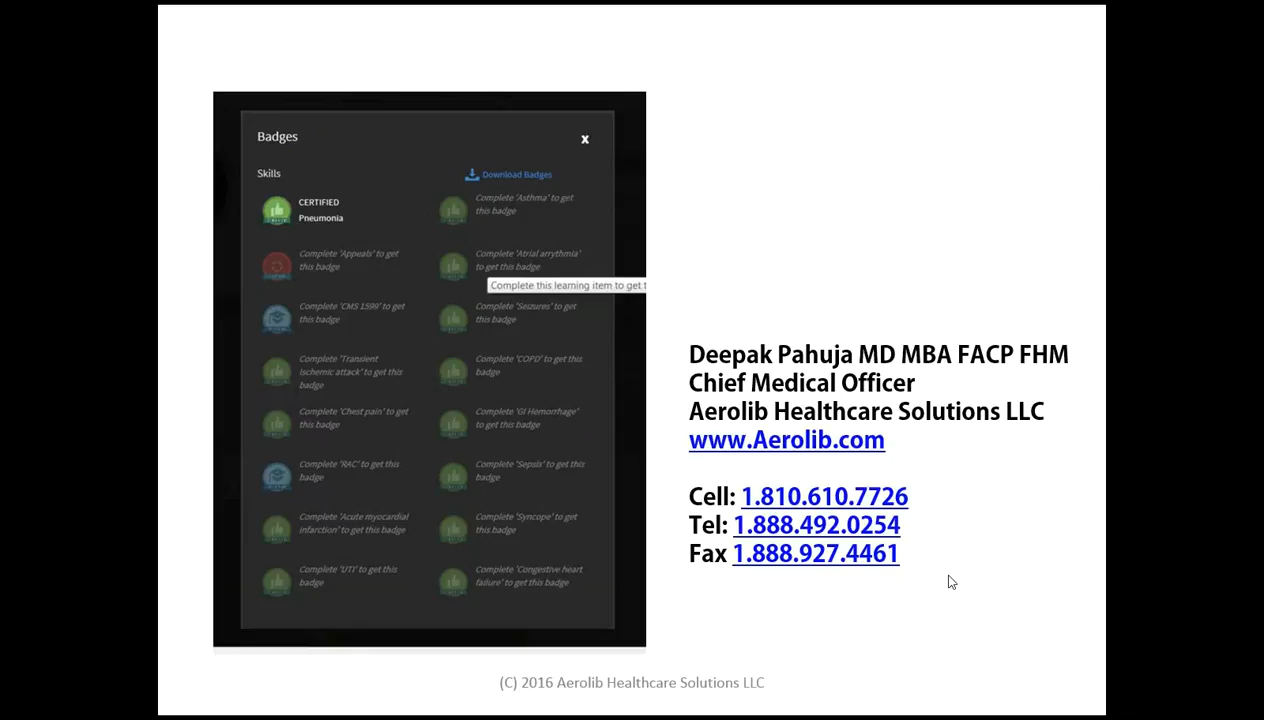 Badges
x
Skills
Download Badges
CERTIFIED
Pneumonia
Complete 'Asthma' to get
this badge
Complete 'Appeals' to get
this badge
Complete 'Atrial arrythmia'
to get this badge
Complete this learning item to get t
Complete 'CMS 1599' to get
this badge
Complete 'Seizures' to get
this badge
Complete 'Transient
Ischemic attack' to get this
badge
Complete 'COPD' to get this
badge
Complete 'Chest pain' to get
this badge
Complete 'GI Hemorrhage'
to get this badge
Complete 'RAC' to get this
badge
Complete 'Sepsis' to get this
badge
Complete 'Acute myocardial
infarction' to get this badge
Complete 'Syncope' to get
this badge
Complete 'UTI' to get this
badge
Complete 'Congestive heart
failure' to get this badge
Deepak Pahuja MD MBA FACP FHM
Chief Medical Officer
Aerolib Healthcare Solutions LLC
www.Aerolib.com
Cell: 1.810.610.7726
Tel: 1.888.492.0254
Fax 1.888.927.4461
(C) 2016 Aerolib Healthcare Solutions LLC